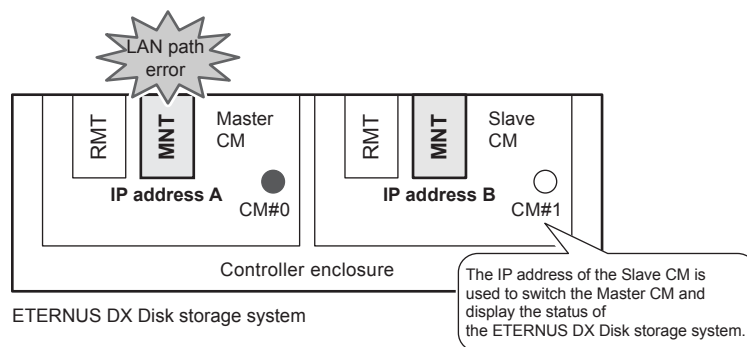 LAN path
error
RMT
MNT
Master
CM
IP address A
CM#0
RMT
MNT
Slave
CM
IP address B
CM#1
Controller enclosure
The IP address of the Slave CM is
used to switch the Master CM and
display the status of
the ETERNUS DX Disk storage system.
ETERNUS DX Disk storage system